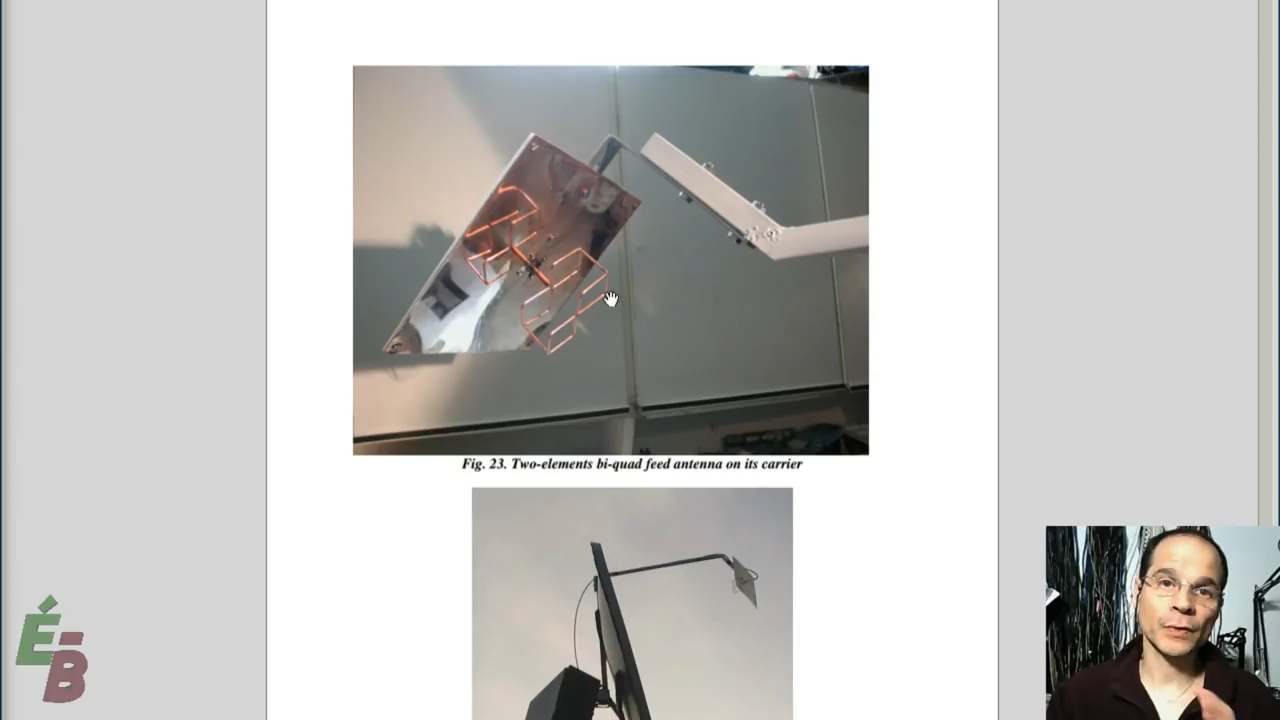 Fig. 23. Two-elements bi-quad feed antenna on its carrier
É-B